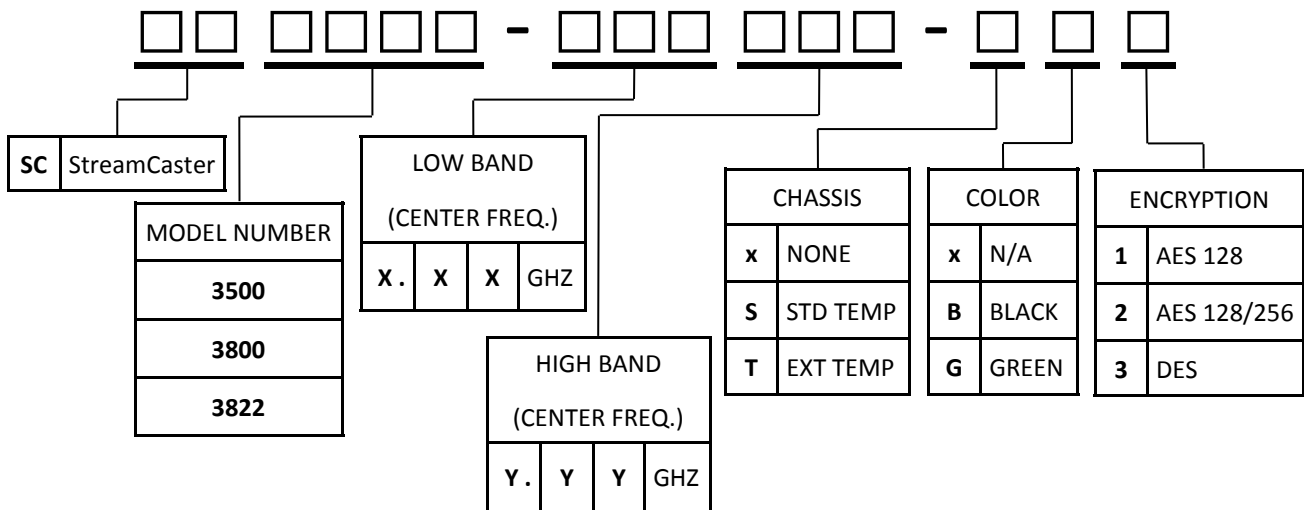 - -
SC StreamCaster
MODEL NUMBER
3500
3800
3822
LOW BAND
(CENTER FREQ.)
X. X X GHZ
HIGH BAND
(CENTER FREQ.)
Y. Y Y GHZ
CHASSIS
x NONE
S STD TEMP
T EXT TEMP
COLOR
x N/A
B BLACK
G GREEN
ENCRYPTION
1 AES 128
2 AES 128/256
3 DES